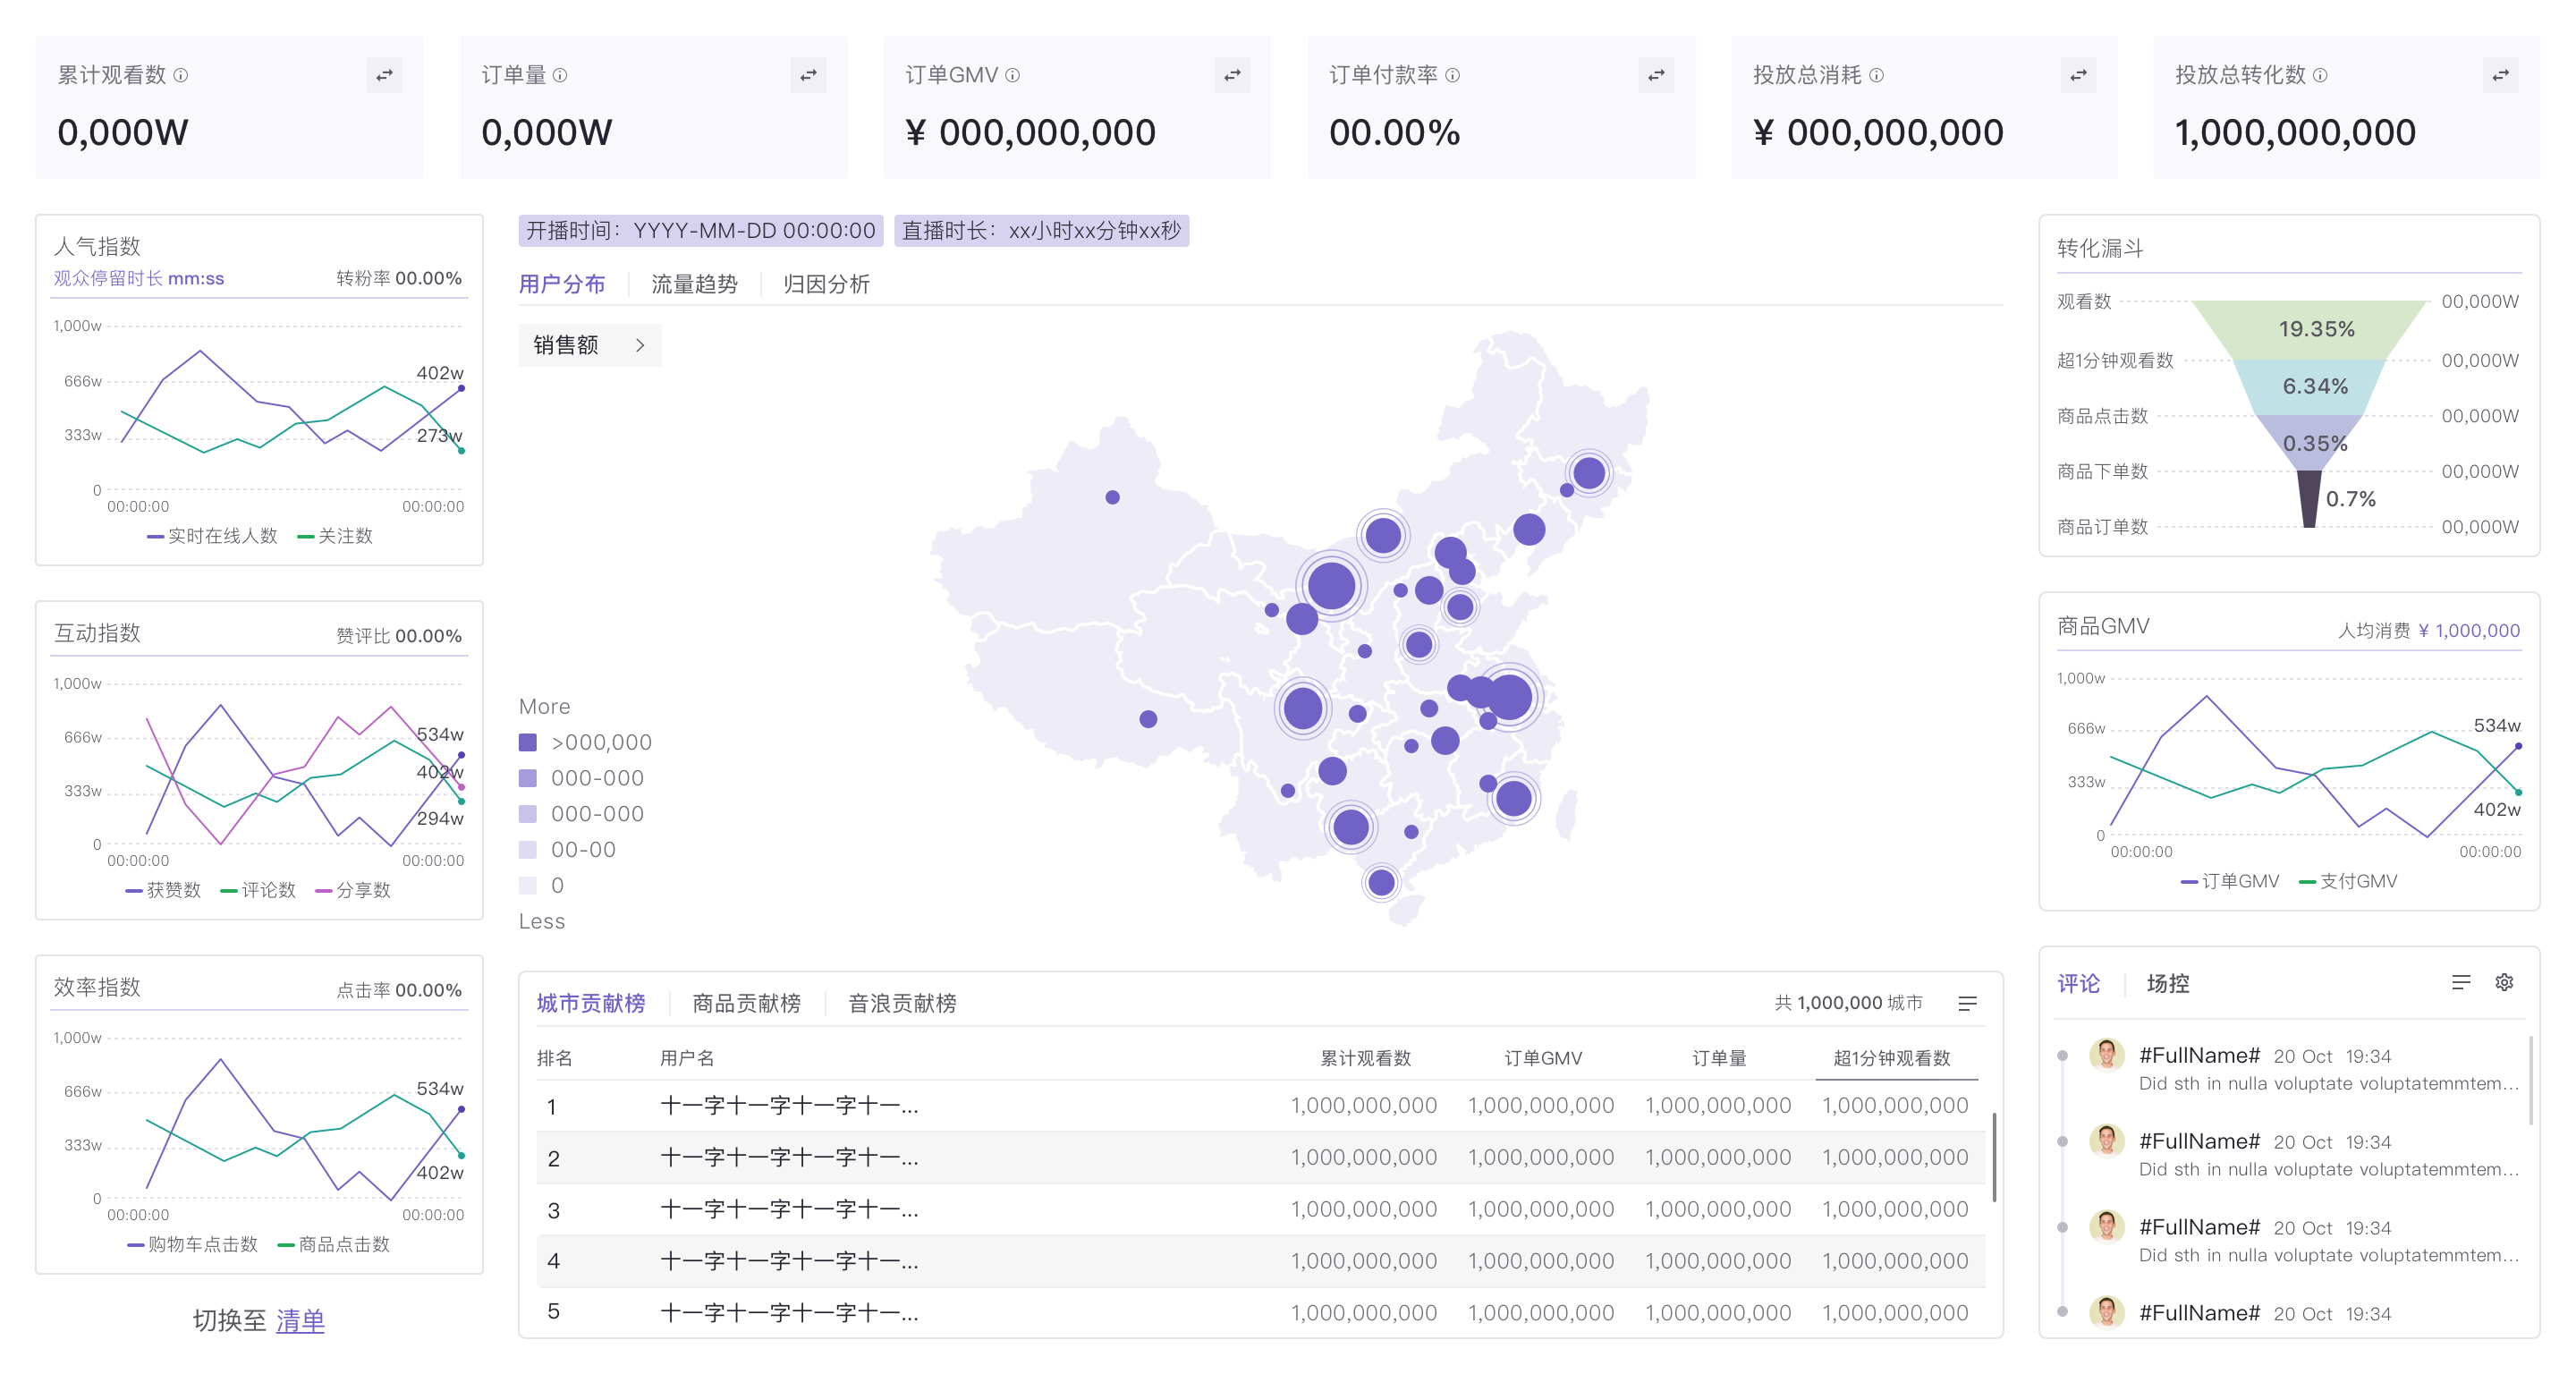 累计观看数
0,000W
订单量
0,000W
订单GMV
¥ 000,000,000
订单付款率
00.00%
投放总消耗
¥ 000,000,000
投放总转化数
1,000,000,000
人气指数
观众停留时长 mm:ss 转粉率 00.00%
1,000w
666w
333w
0
402w
273w
00:00:00 00:00:00
实时在线人数 关注数
互动指数 赞评比 00.00%
1,000w
666w
333w
0
534w
402w
294w
00:00:00 00:00:00
获赞数 评论数 分享数
效率指数 点击率 00.00%
1,000w
666w
333w
0
534w
402w
00:00:00 00:00:00
购物车点击数 商品点击数
切换至 清单
开播时间：YYYY-MM-DD 00:00:00 直播时长：xx小时xx分钟xx秒
用户分布 流量趋势 归因分析
销售额
More
>000,000
000-000
000-000
00-00
0
Less
城市贡献榜 商品贡献榜 音浪贡献榜 共 1,000,000 城市
排名 用户名 累计观看数 订单GMV 订单量 超1分钟观看数
1 十一字十一字十一字十一... 1,000,000,000 1,000,000,000 1,000,000,000 1,000,000,000
2 十一字十一字十一字十一... 1,000,000,000 1,000,000,000 1,000,000,000 1,000,000,000
3 十一字十一字十一字十一... 1,000,000,000 1,000,000,000 1,000,000,000 1,000,000,000
4 十一字十一字十一字十一... 1,000,000,000 1,000,000,000 1,000,000,000 1,000,000,000
5 十一字十一字十一字十一... 1,000,000,000 1,000,000,000 1,000,000,000 1,000,000,000
转化漏斗
观看数 00,000W
19.35%
超1分钟观看数 00,000W
6.34%
商品点击数 00,000W
0.35%
商品下单数 00,000W
0.7%
商品订单数 00,000W
商品GMV 人均消费 ¥ 1,000,000
1,000w
666w
333w
0
534w
402w
00:00:00 00:00:00
订单GMV 支付GMV
评论 场控
#FullName# 20 Oct 19:34
Did sth in nulla voluptate voluptatemmtem...
#FullName# 20 Oct 19:34
Did sth in nulla voluptate voluptatemmtem...
#FullName# 20 Oct 19:34
Did sth in nulla voluptate voluptatemmtem...
#FullName# 20 Oct 19:34